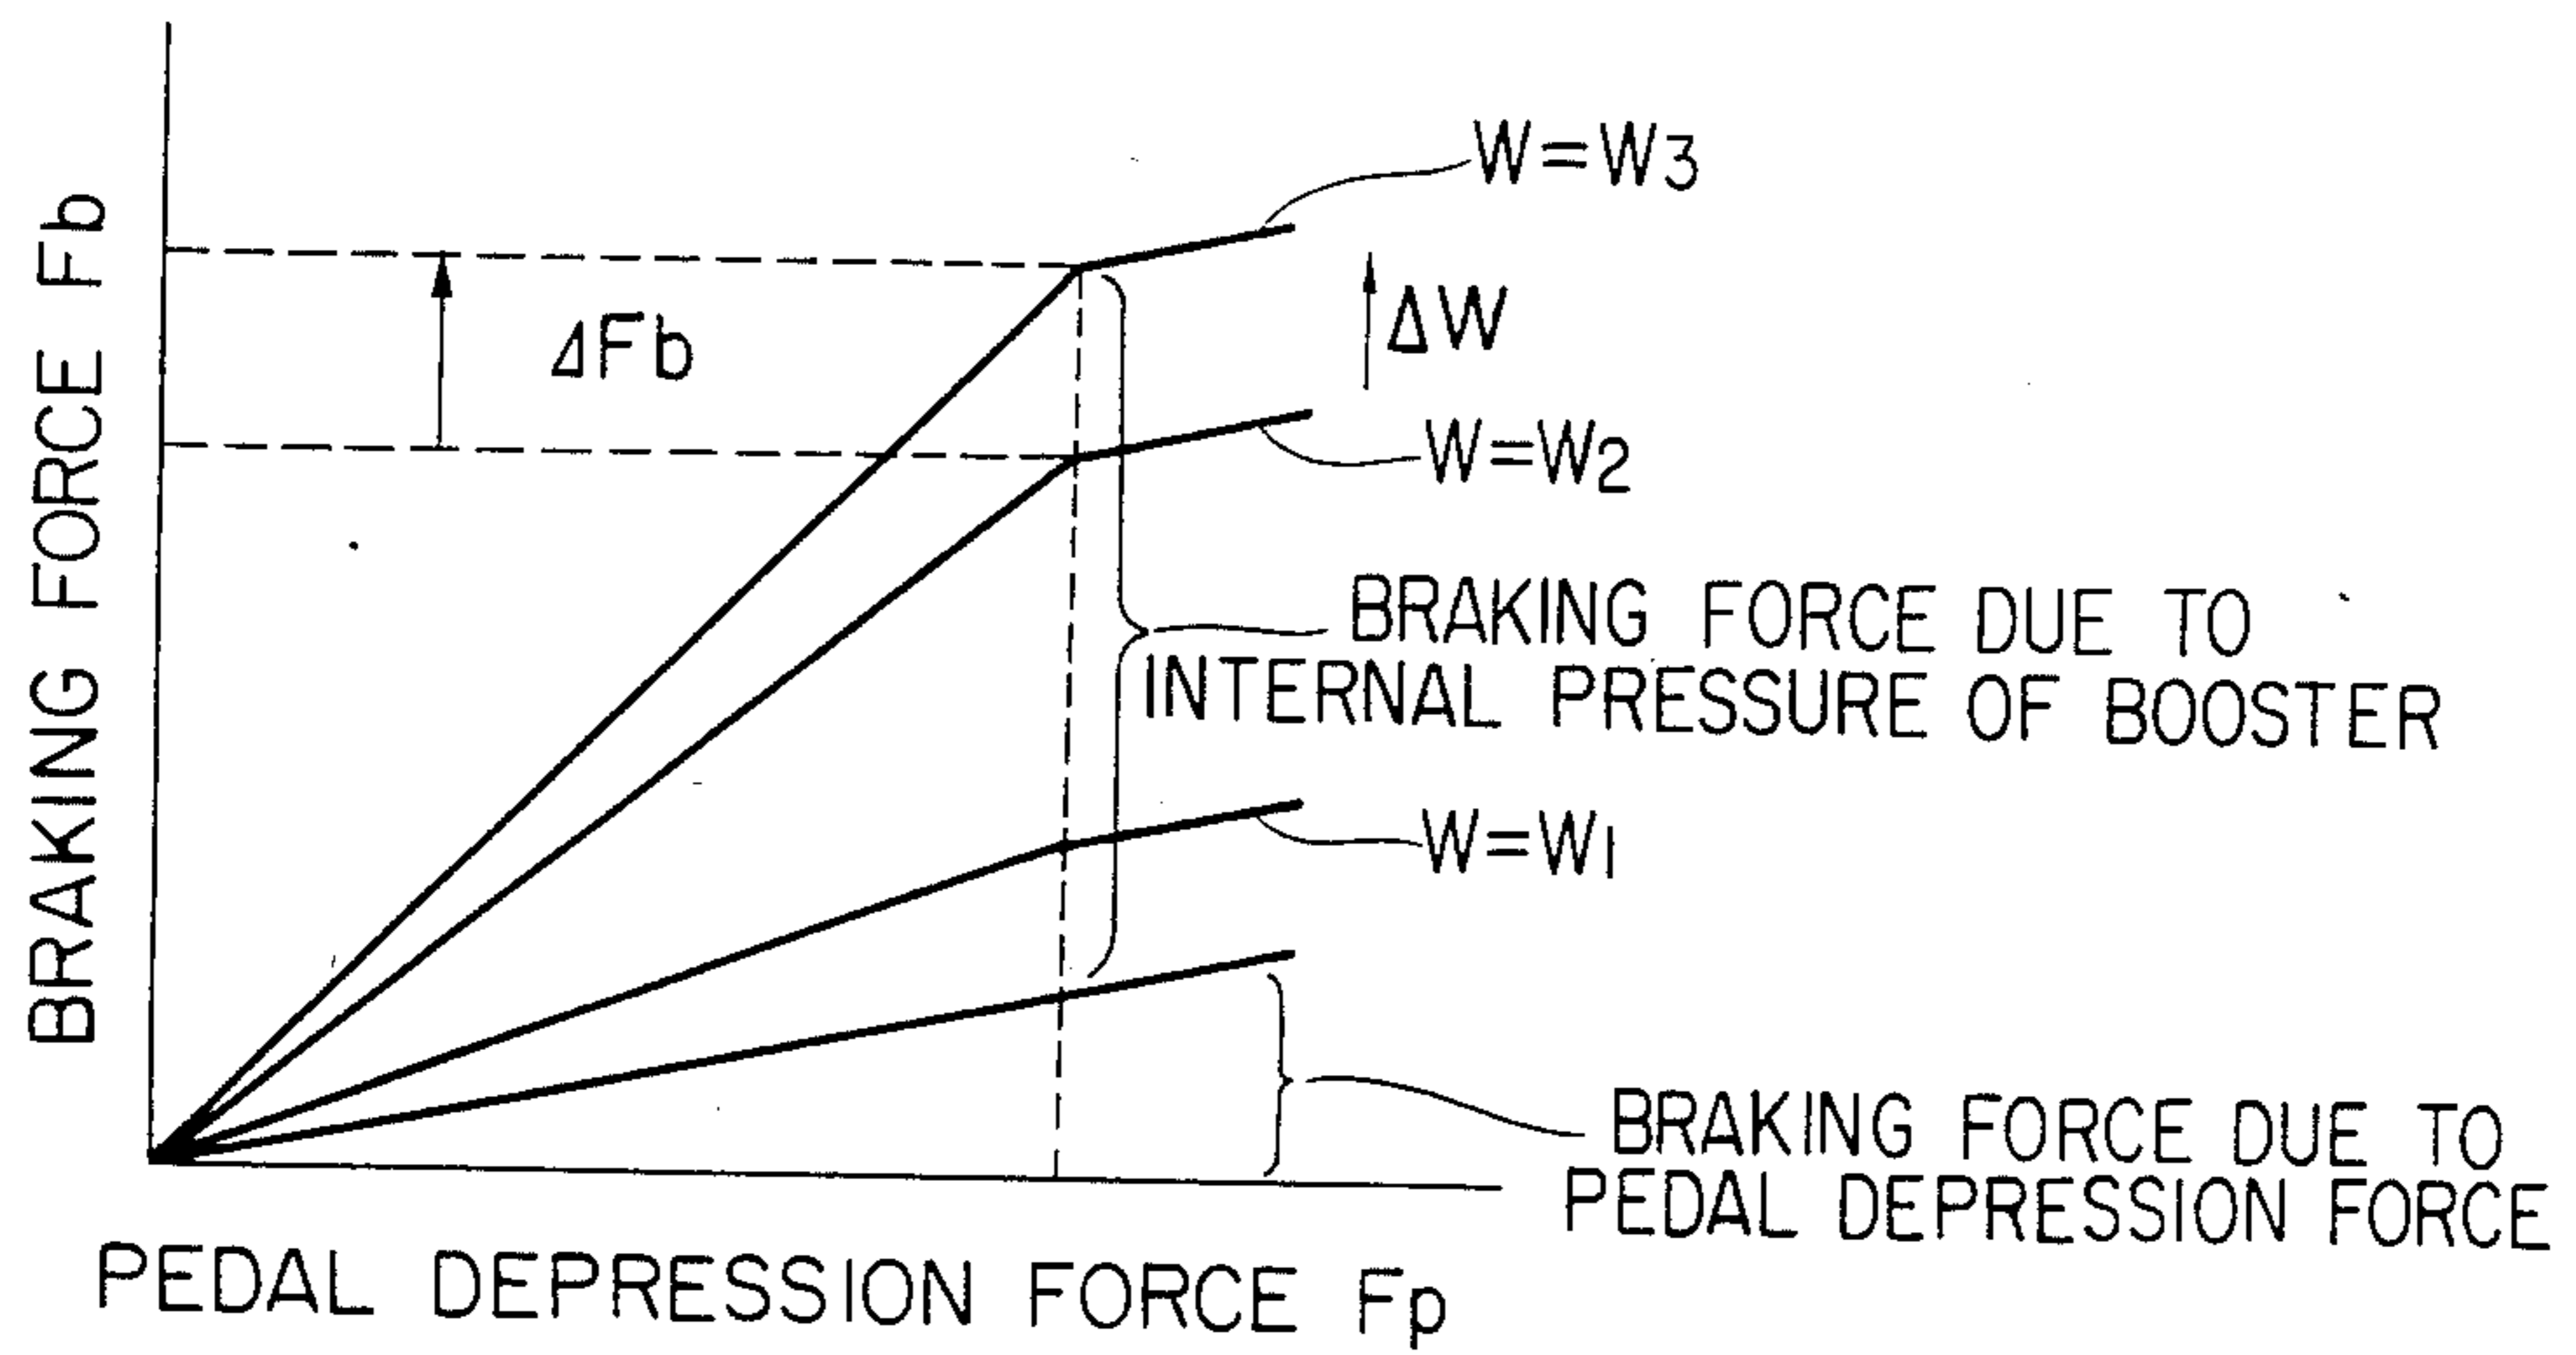 BRAKING FORCE Fb
W=W3
ΔFb
ΔW
W=W2
BRAKING FORCE DUE TO
INTERNAL PRESSURE OF BOOSTER
W=W1
BRAKING FORCE DUE TO
PEDAL DEPRESSION FORCE
PEDAL DEPRESSION FORCE Fp